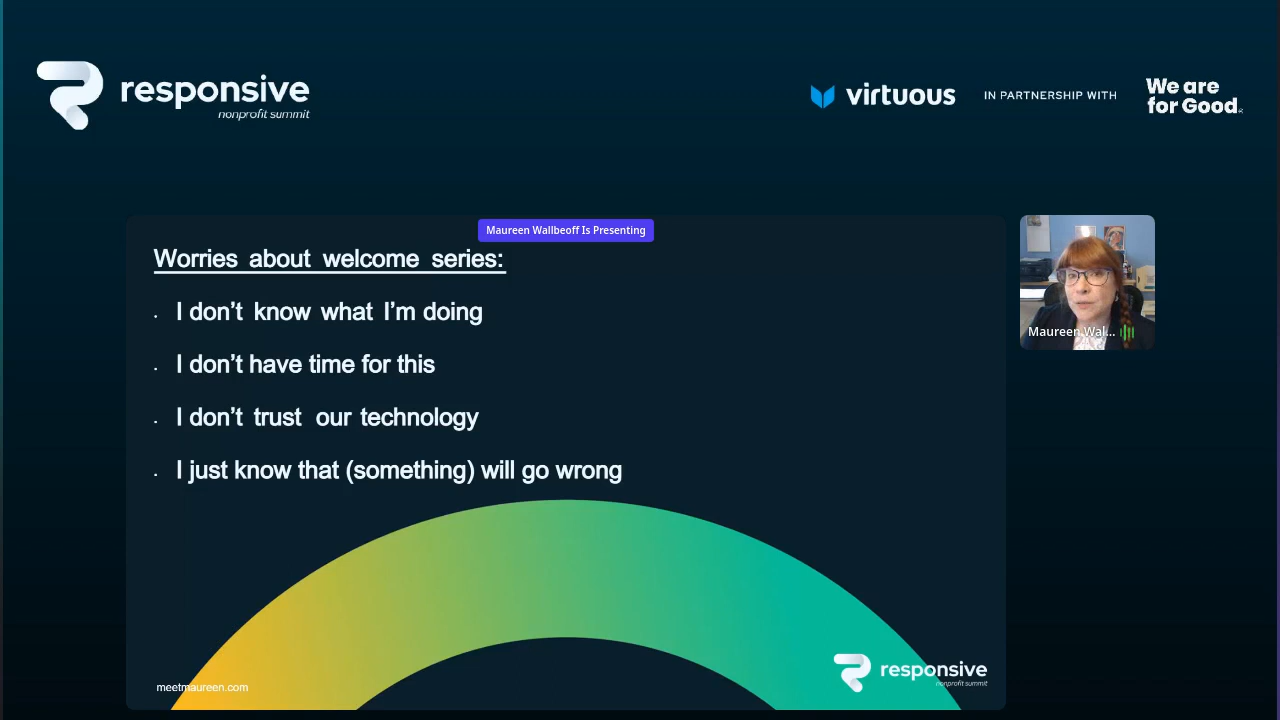 responsive
nonprofit summit
virtuous
IN PARTNERSHIP WITH
We are
for Good
Maureen Wallbeoff Is Presenting
Worries about welcome series:
I don’t know what I’m doing
I don’t have time for this
I don’t trust our technology
I just know that (something) will go wrong
Maureen Wal...
meetmaureen.com
responsive
nonprofit summit